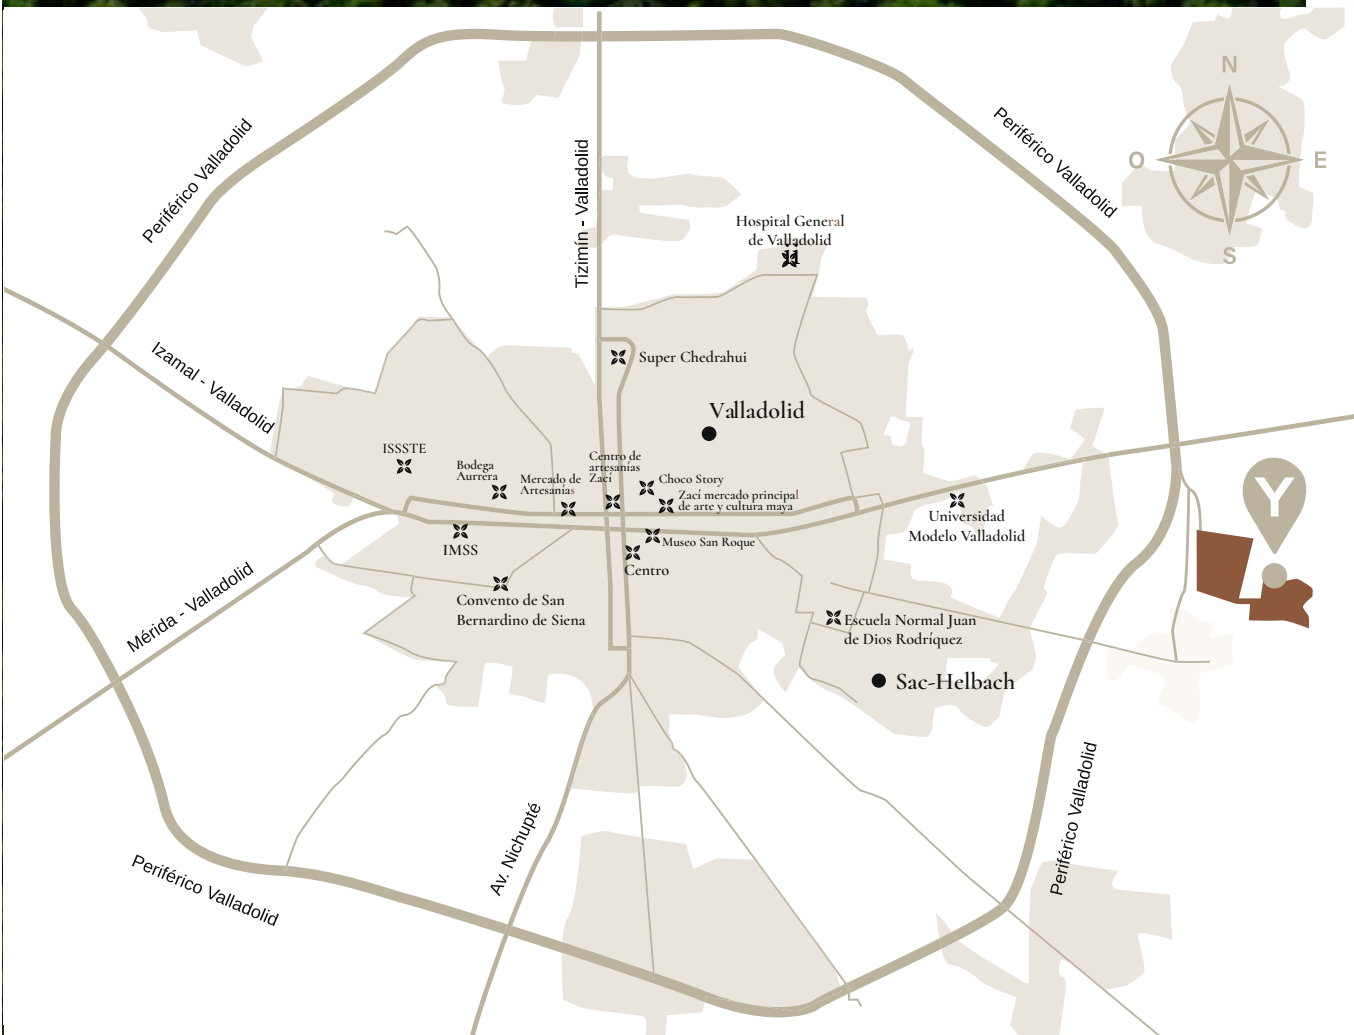 N
Periférico Valladolid
Periférico Valladolid
Tizimín - Valladolid
O
E
Hospital General
de Valladolid
S
Izamal - Valladolid
Super Chedrahui
Valladolid
ISSSTE
Centro de
artesanías
Zací
Bodega
Aurrera
Mercado de
Artesanías
Choco Story
Zací mercado principal
de arte y cultura maya
Y
Universidad
Modelo Valladolid
IMSS
Museo San Roque
Centro
Mérida - Valladolid
Convento de San
Bernardino de Siena
Escuela Normal Juan
de Dios Rodríquez
Sac-Helbach
Periférico Valladolid
Av. Nichupté
Periférico Valladolid